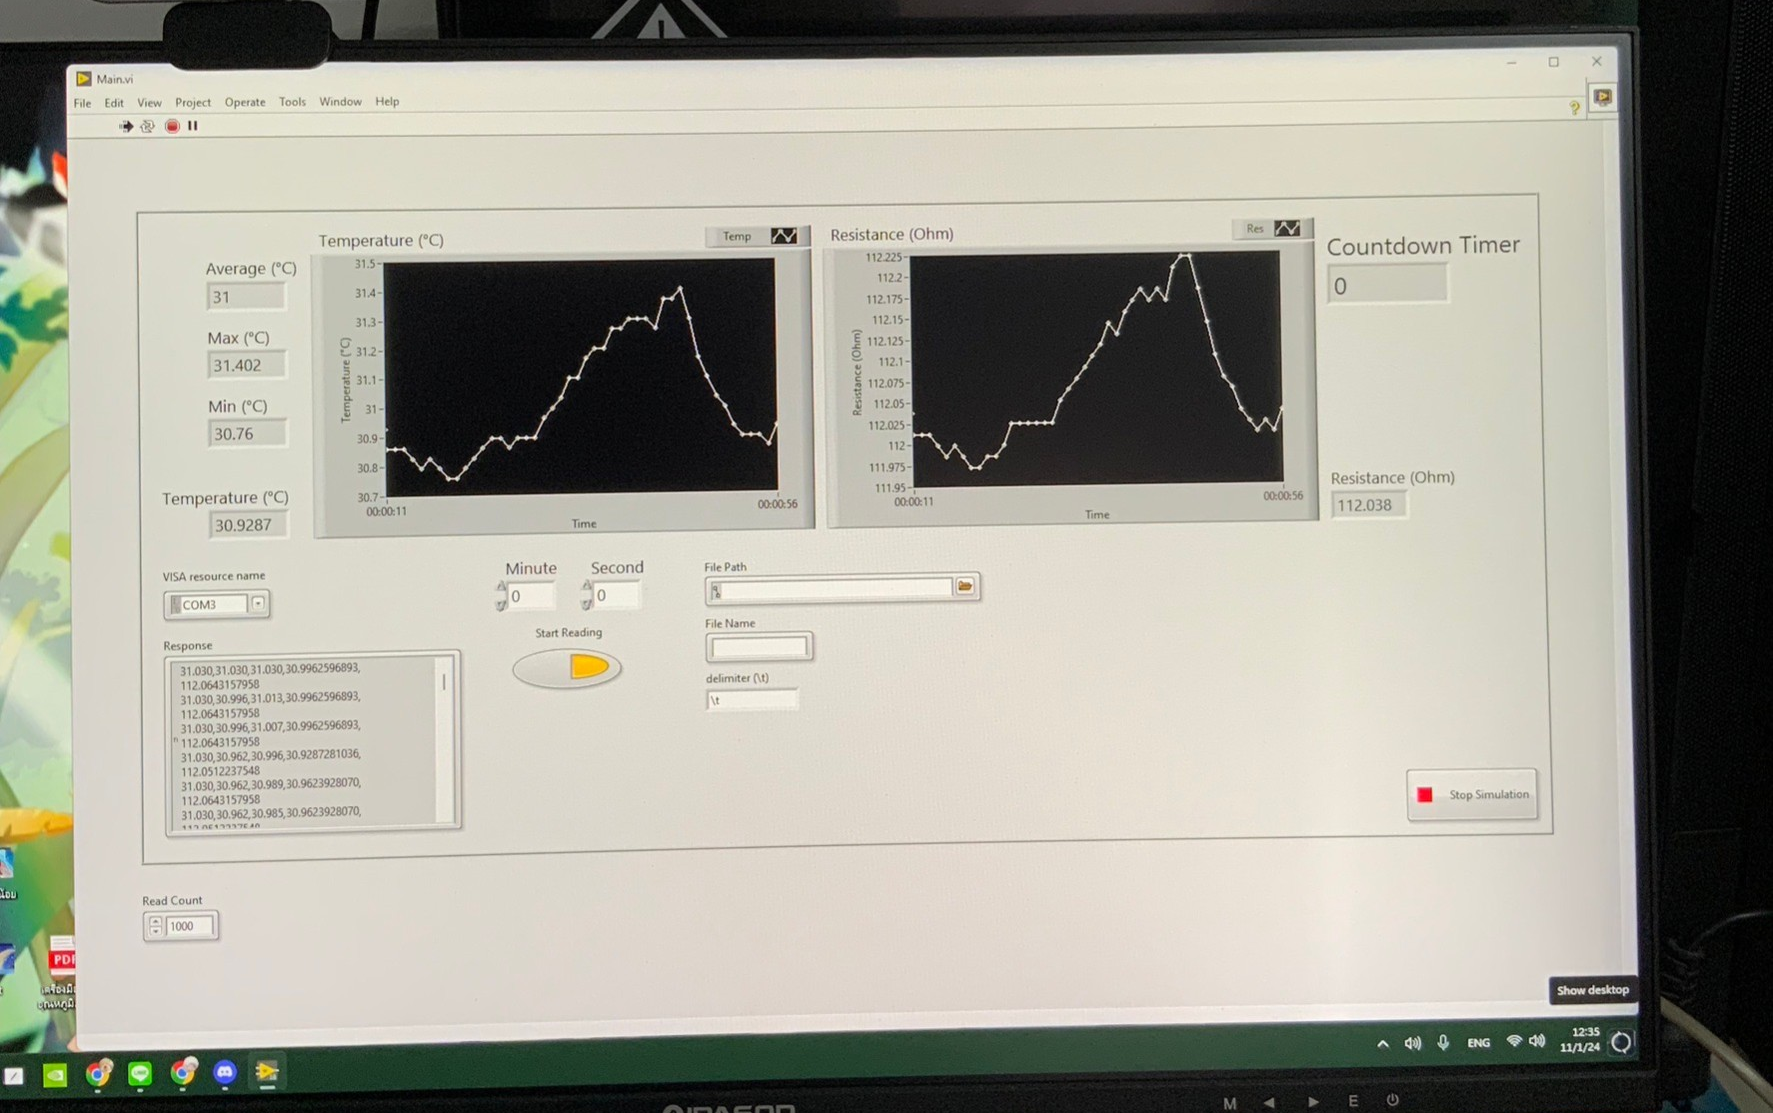 Main.vi
File Edit View Project Operate Tools Window Help
Temperature (°C)
Temp
Resistance (Ohm)
Res
Countdown Timer
0
Average (°C)
31
Max (°C)
31.402
Min (°C)
30.76
Temperature (°C)
30.9287
31.5
31.4
31.3
31.2
31.1
31
30.9
30.8
30.7
Temperature (°C)
00:00:11
00:00:56
Time
112.225
112.2
112.175
112.15
112.125
112.1
112.075
112.05
112.025
112
111.975
111.95
Resistance (Ohm)
00:00:11
00:00:56
Time
Resistance (Ohm)
112.038
VISA resource name
COM3
Minute
0
Second
0
Start Reading
File Path
File Name
delimiter (\t)
\t
Response
31.030,31.030,31.030,30.9962596893,
112.0643157958
31.030,30.996,31.013,30.9962596893,
112.0643157958
31.030,30.996,31.007,30.9962596893,
112.0643157958
31.030,30.962,30.996,30.9287281036,
112.0512237548
31.030,30.962,30.989,30.9623928070,
112.0643157958
31.030,30.962,30.985,30.9623928070,
Stop Simulation
Read Count
1000
PDF
Show desktop
ENG
12:35
11/1/24
M
E